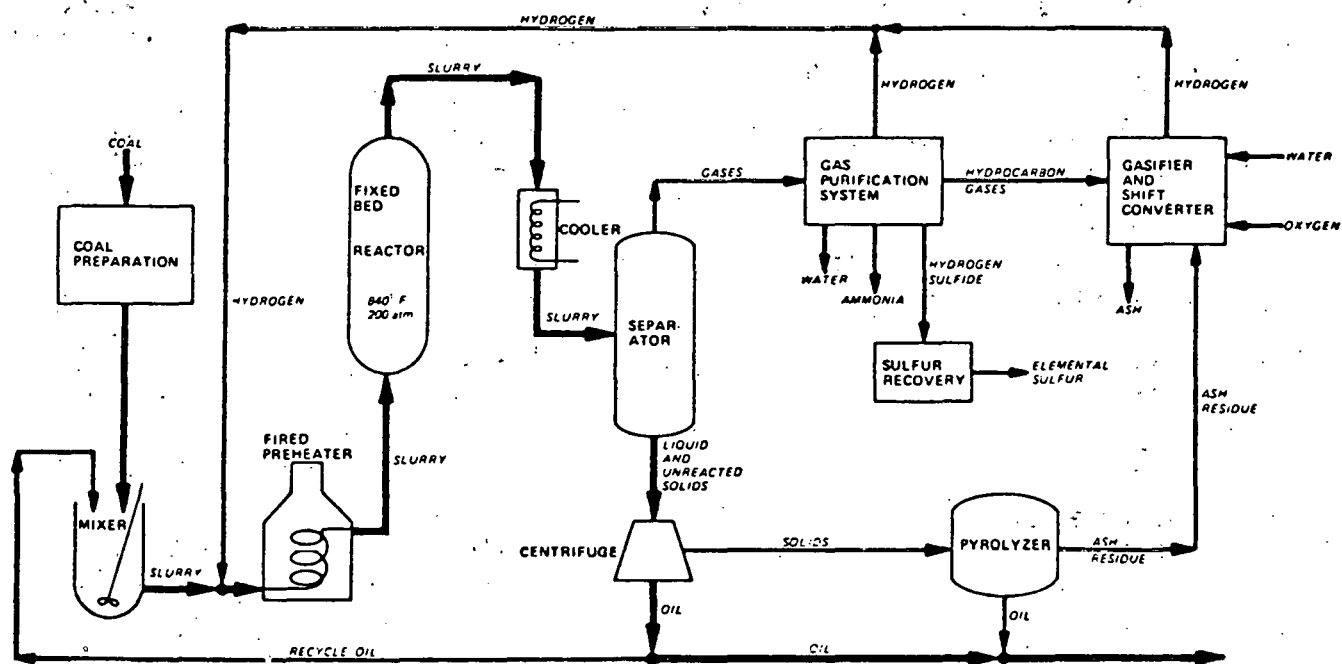 HYDROGEN
SLURRY
HYDROGEN
HYDROGEN
COAL
COAL
PREPARATION
FIXED
BED
REACTOR
840° F
200 atm
COOLER
GASES
GAS
PURIFICATION
SYSTEM
HYDROCARBON
GASES
GASIFIER
AND
SHIFT
CONVERTER
WATER
OXYGEN
HYDROGEN
SLURRY
SEPAR-
ATOR
WATER
AMMONIA
HYDROGEN
SULFIDE
ASH
SULFUR
RECOVERY
ELEMENTAL
SULFUR
ASH
RESIDUE
FIRED
PREHEATER
SLURRY
LIQUID
AND
UNREACTED
SOLIDS
MIXER
SLURRY
CENTRIFUGE
SOLIDS
PYROLYZER
ASH
RESIDUE
OIL
OIL
RECYCLE OIL
OIL